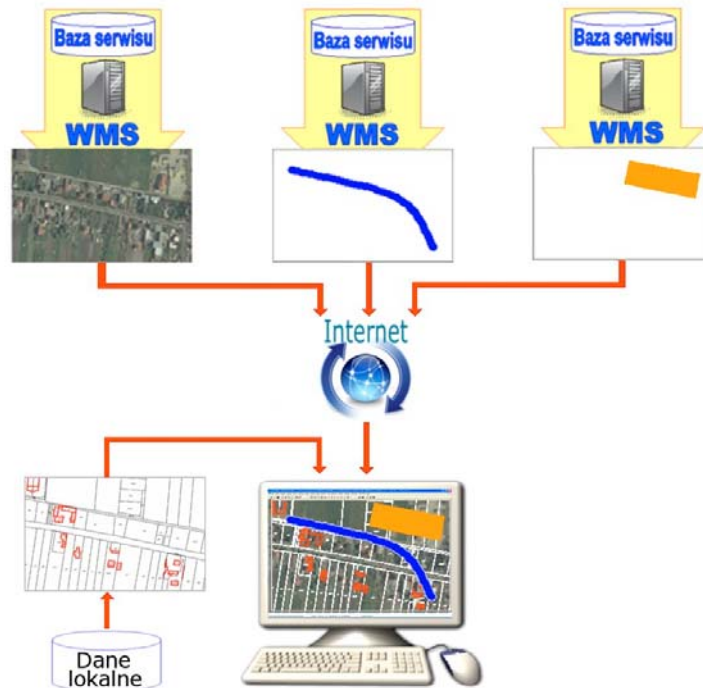 Baza serwisu
WMS
Baza serwisu
WMS
Baza serwisu
WMS
Internet
Dane
lokalne